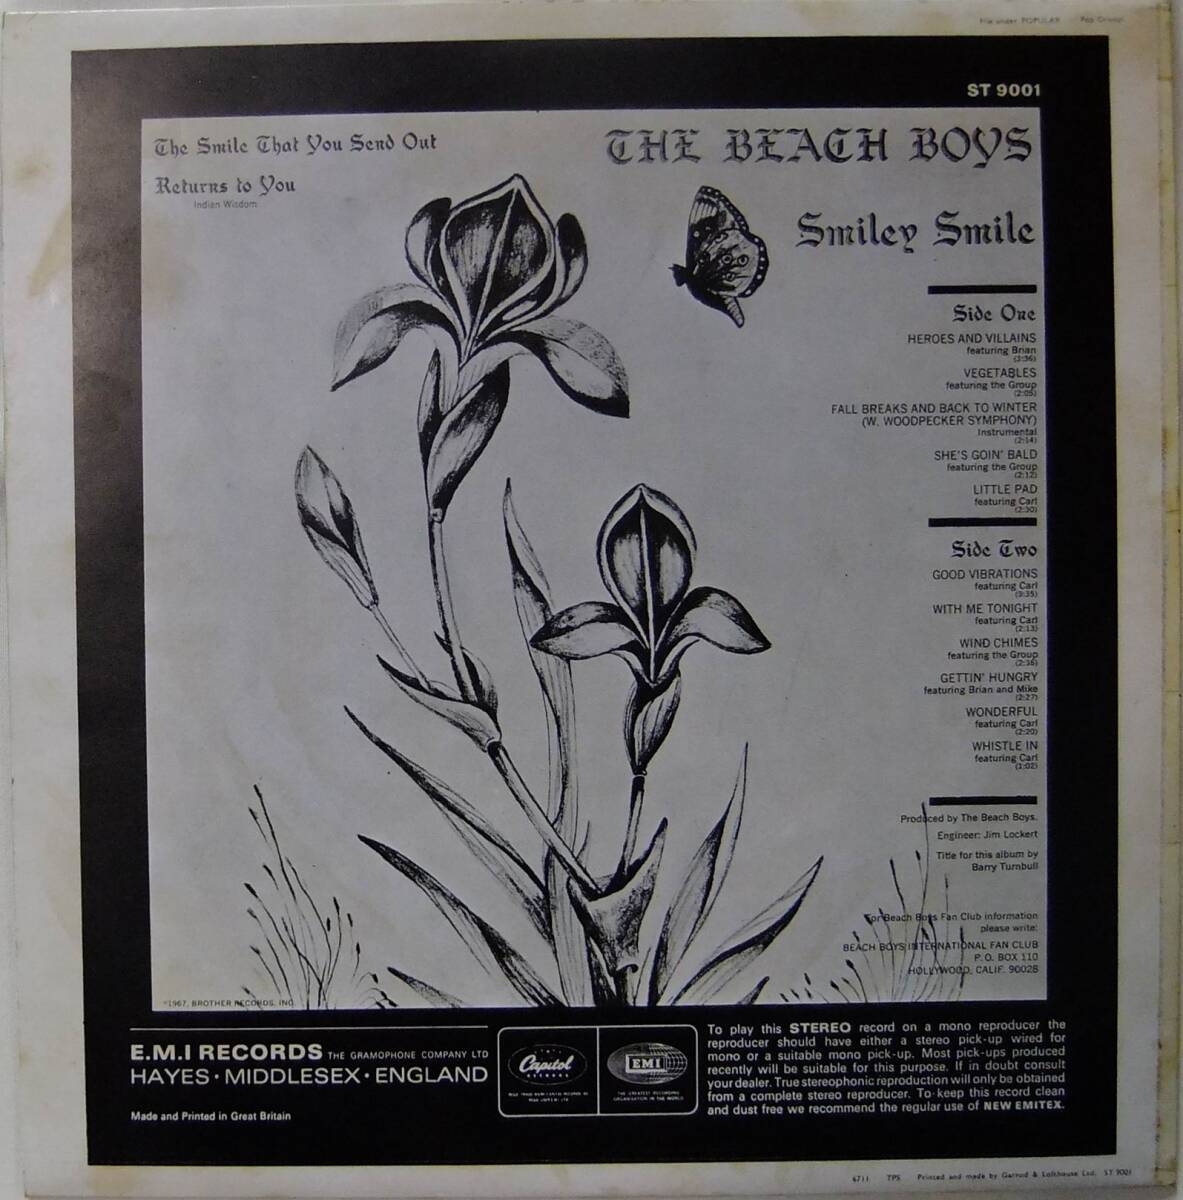 File under POPULAR Pop Groups
ST 9001
The Smile That You Send Out
Returns to You
Indian Wisdom
THE BEACH BOYS
Smiley Smile
Side One
HEROES AND VILLAINS
featuring Brian
(3:36)
VEGETABLES
featuring the Group
(2:05)
FALL BREAKS AND BACK TO WINTER
(W. WOODPECKER SYMPHONY)
Instrumental
(2:14)
SHE'S GOIN' BALD
featuring the Group
(2:12)
LITTLE PAD
featuring Carl
(2:30)
Side Two
GOOD VIBRATIONS
featuring Carl
(3:35)
WITH ME TONIGHT
featuring Carl
(2:13)
WIND CHIMES
featuring the Group
(2:36)
GETTIN' HUNGRY
featuring Brian and Mike
(2:27)
WONDERFUL
featuring Carl
(2:20)
WHISTLE IN
featuring Carl
(1:02)
Produced by The Beach Boys.
Engineer: Jim Lockert
Title for this album by
Barry Turnbull
For Beach Boys Fan Club information
please write:
BEACH BOYS INTERNATIONAL FAN CLUB
P.O. BOX 110
HOLLYWOOD, CALIF. 90028
©1967, BROTHER RECORDS, INC.
E.M.I RECORDS THE GRAMOPHONE COMPANY LTD
HAYES · MIDDLESEX · ENGLAND
Made and Printed in Great Britain
Capitol
RECORDS
EMI
THE GREATEST RECORDING
ORGANISATION IN THE WORLD
To play this STEREO record on a mono reproducer the
reproducer should have either a stereo pick-up wired for
mono or a suitable mono pick-up. Most pick-ups produced
recently will be suitable for this purpose. If in doubt consult
your dealer. True stereophonic reproduction will only be obtained
from a complete stereo reproducer. To keep this record clean
and dust free we recommend the regular use of NEW EMITEX.
6711 TPS Printed and made by Garrod & Lofthouse Ltd. ST 9001